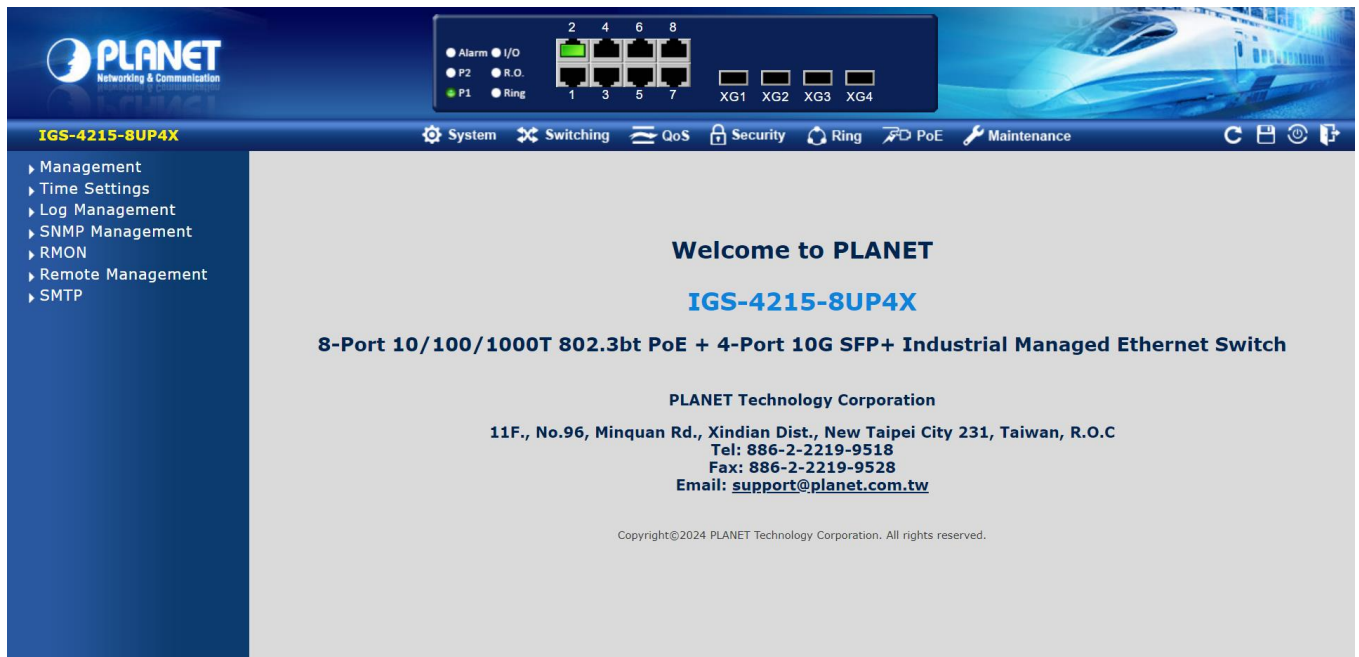 PLANET
Networking & Communication
2 4 6 8
Alarm I/O
P2 R.O.
P1 Ring
1 3 5 7
XG1 XG2 XG3 XG4
IGS-4215-8UP4X
System Switching QoS Security Ring PoE Maintenance
Management
Time Settings
Log Management
SNMP Management
RMON
Remote Management
SMTP
Welcome to PLANET
IGS-4215-8UP4X
8-Port 10/100/1000T 802.3bt PoE + 4-Port 10G SFP+ Industrial Managed Ethernet Switch
PLANET Technology Corporation
11F., No.96, Minquan Rd., Xindian Dist., New Taipei City 231, Taiwan, R.O.C
Tel: 886-2-2219-9518
Fax: 886-2-2219-9528
Email: support@planet.com.tw
Copyright©2024 PLANET Technology Corporation. All rights reserved.